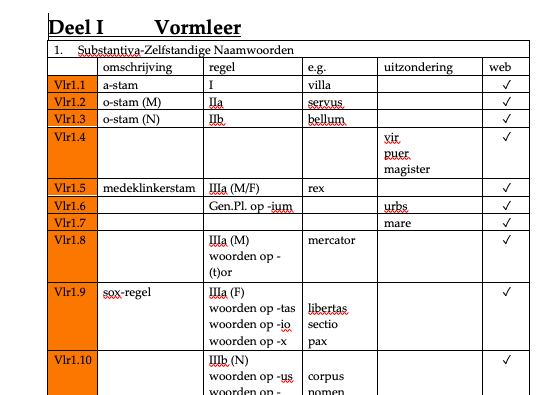 Deel I Vormleer
1. Substantiva-Zelfstandige Naamwoorden
omschrijving regel e.g. uitzondering web
Vlr1.1 a-stam I villa ✓
Vlr1.2 o-stam (M) IIa servus ✓
Vlr1.3 o-stam (N) IIb bellum ✓
Vlr1.4 vir ✓
puer
magister
Vlr1.5 medeklinkerstam IIIa (M/F) rex ✓
Vlr1.6 Gen.Pl. op -ium urbs ✓
Vlr1.7 mare ✓
Vlr1.8 IIIa (M) mercator ✓
woorden op -
(t)or
Vlr1.9 sox-regel IIIa (F) ✓
woorden op -tas libertas
woorden op -io sectio
woorden op -x pax
Vlr1.10 IIIb (N) ✓
woorden op -us corpus
woorden op - nomen